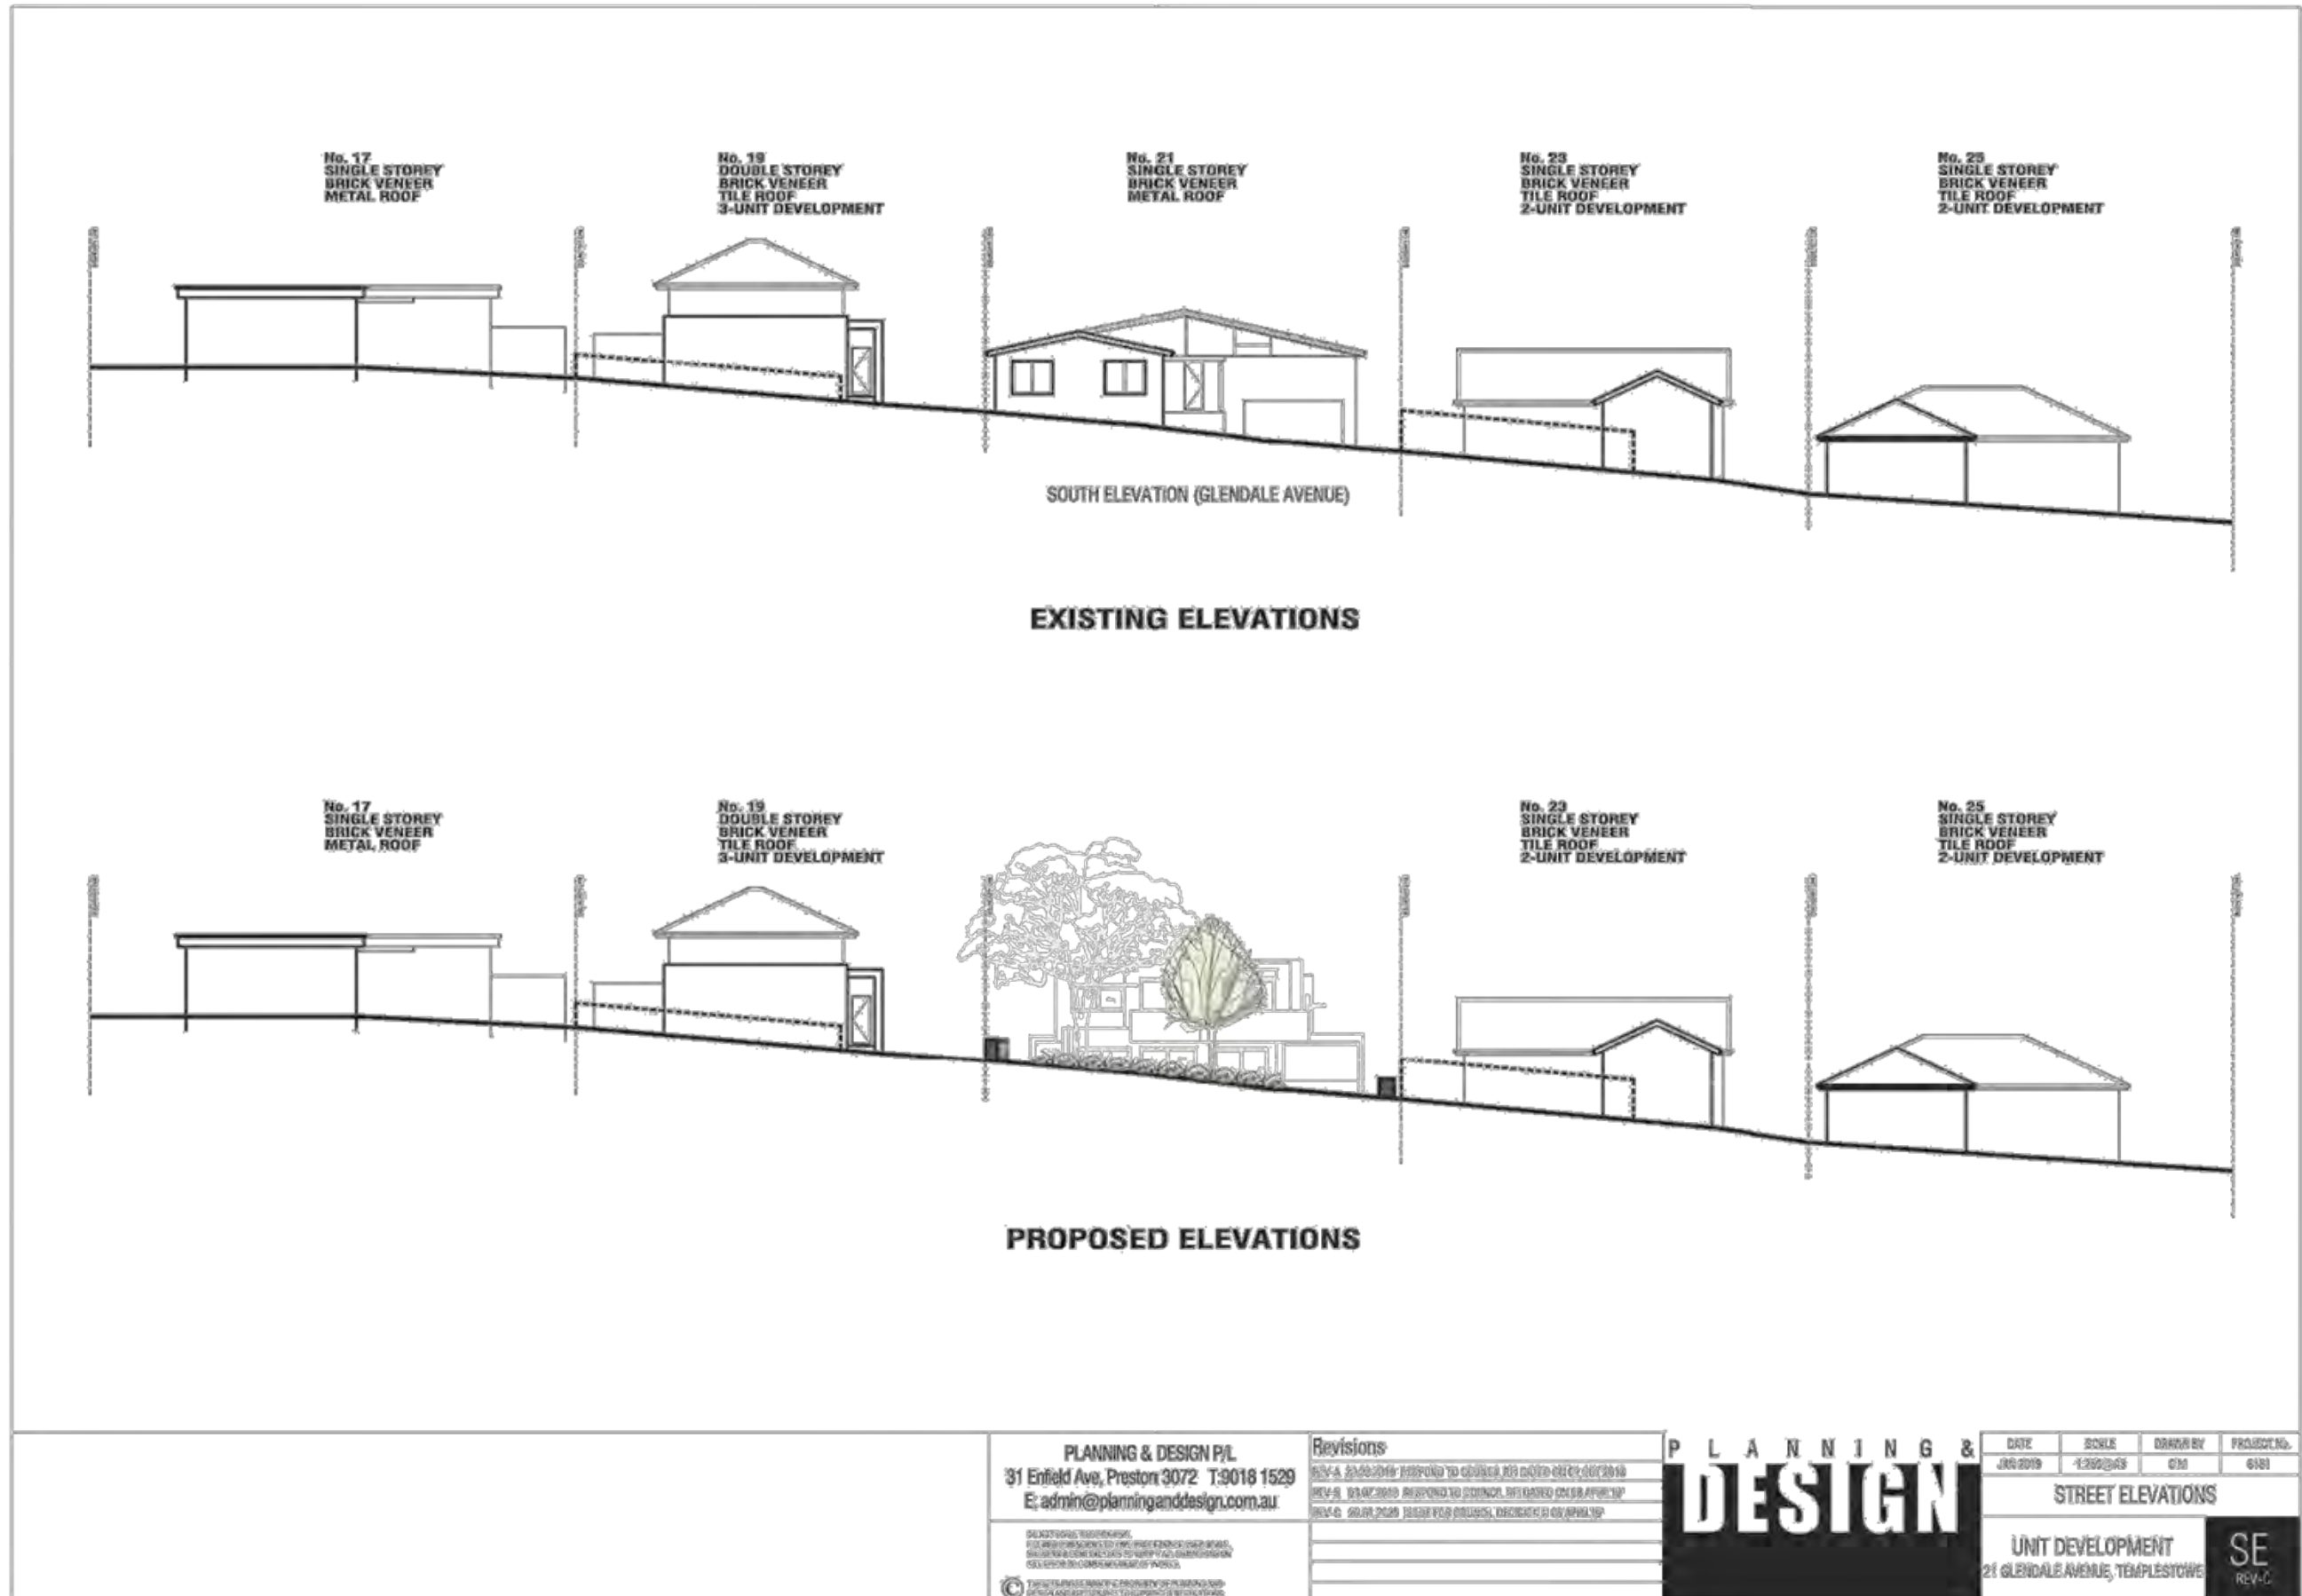 No. 17
SINGLE STOREY
BRICK VENEER
METAL ROOF
No. 19
DOUBLE STOREY
BRICK VENEER
TILE ROOF
3-UNIT DEVELOPMENT
No. 21
SINGLE STOREY
BRICK VENEER
METAL ROOF
No. 23
SINGLE STOREY
BRICK VENEER
TILE ROOF
2-UNIT DEVELOPMENT
No. 25
SINGLE STOREY
BRICK VENEER
TILE ROOF
2-UNIT DEVELOPMENT
SOUTH ELEVATION (GLENDALE AVENUE)
EXISTING ELEVATIONS
No. 17
SINGLE STOREY
BRICK VENEER
METAL ROOF
No. 19
DOUBLE STOREY
BRICK VENEER
TILE ROOF
3-UNIT DEVELOPMENT
No. 23
SINGLE STOREY
BRICK VENEER
TILE ROOF
2-UNIT DEVELOPMENT
No. 25
SINGLE STOREY
BRICK VENEER
TILE ROOF
2-UNIT DEVELOPMENT
PROPOSED ELEVATIONS
PLANNING & DESIGN P/L
31 Enfield Ave, Preston 3072 T:9018 1529
E: admin@planninganddesign.com.au
Revisions
PLANNING &
DESIGN
DATE SCALE DRAWN BY PROJECT No.
STREET ELEVATIONS
UNIT DEVELOPMENT
21 GLENDALE AVENUE, TEMPLESTOWE
SE
REV-C